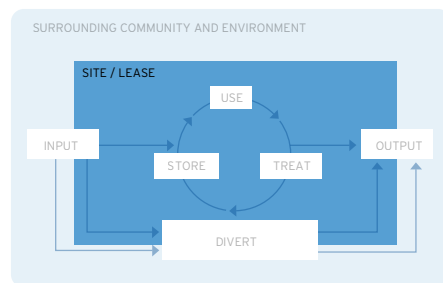 SURROUNDING COMMUNITY AND ENVIRONMENT
SITE / LEASE
USE
INPUT
OUTPUT
STORE
TREAT
DIVERT